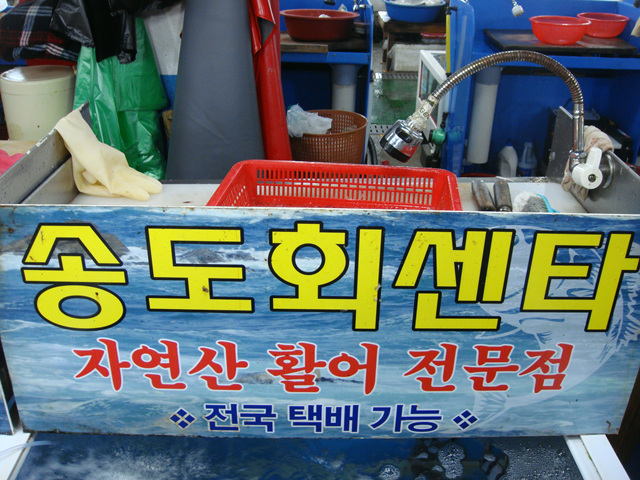 송도회센타
자연산 활어 전문점
※ 전국 택배 가능 ※